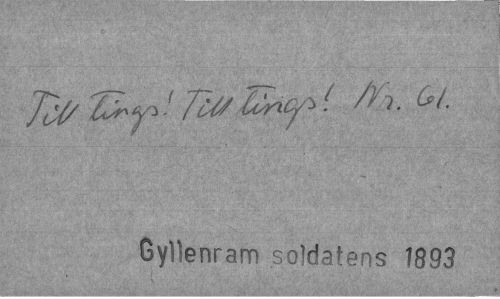 Till tings! Till tings! Nr. 61.
Gyllenram soldatens 1893